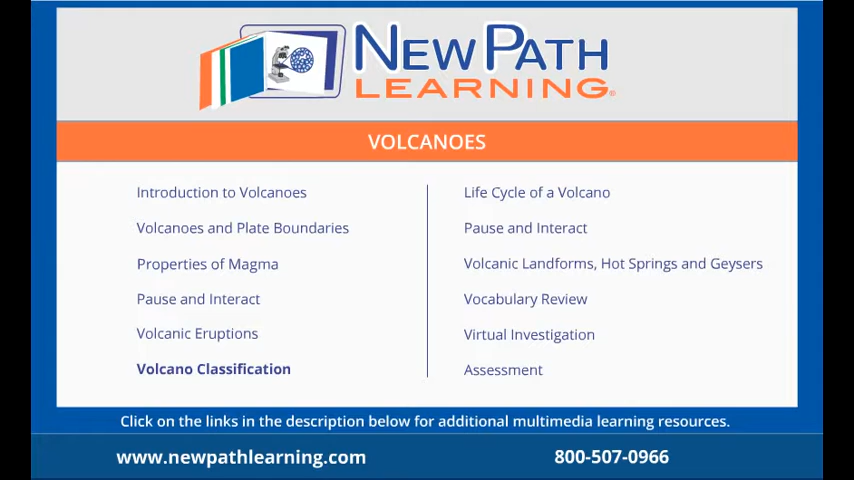 NEWPATH
LEARNING®
VOLCANOES
Introduction to Volcanoes
Volcanoes and Plate Boundaries
Properties of Magma
Pause and Interact
Volcanic Eruptions
Volcano Classification
Life Cycle of a Volcano
Pause and Interact
Volcanic Landforms, Hot Springs and Geysers
Vocabulary Review
Virtual Investigation
Assessment
Click on the links in the description below for additional multimedia learning resources.
www.newpathlearning.com
800-507-0966